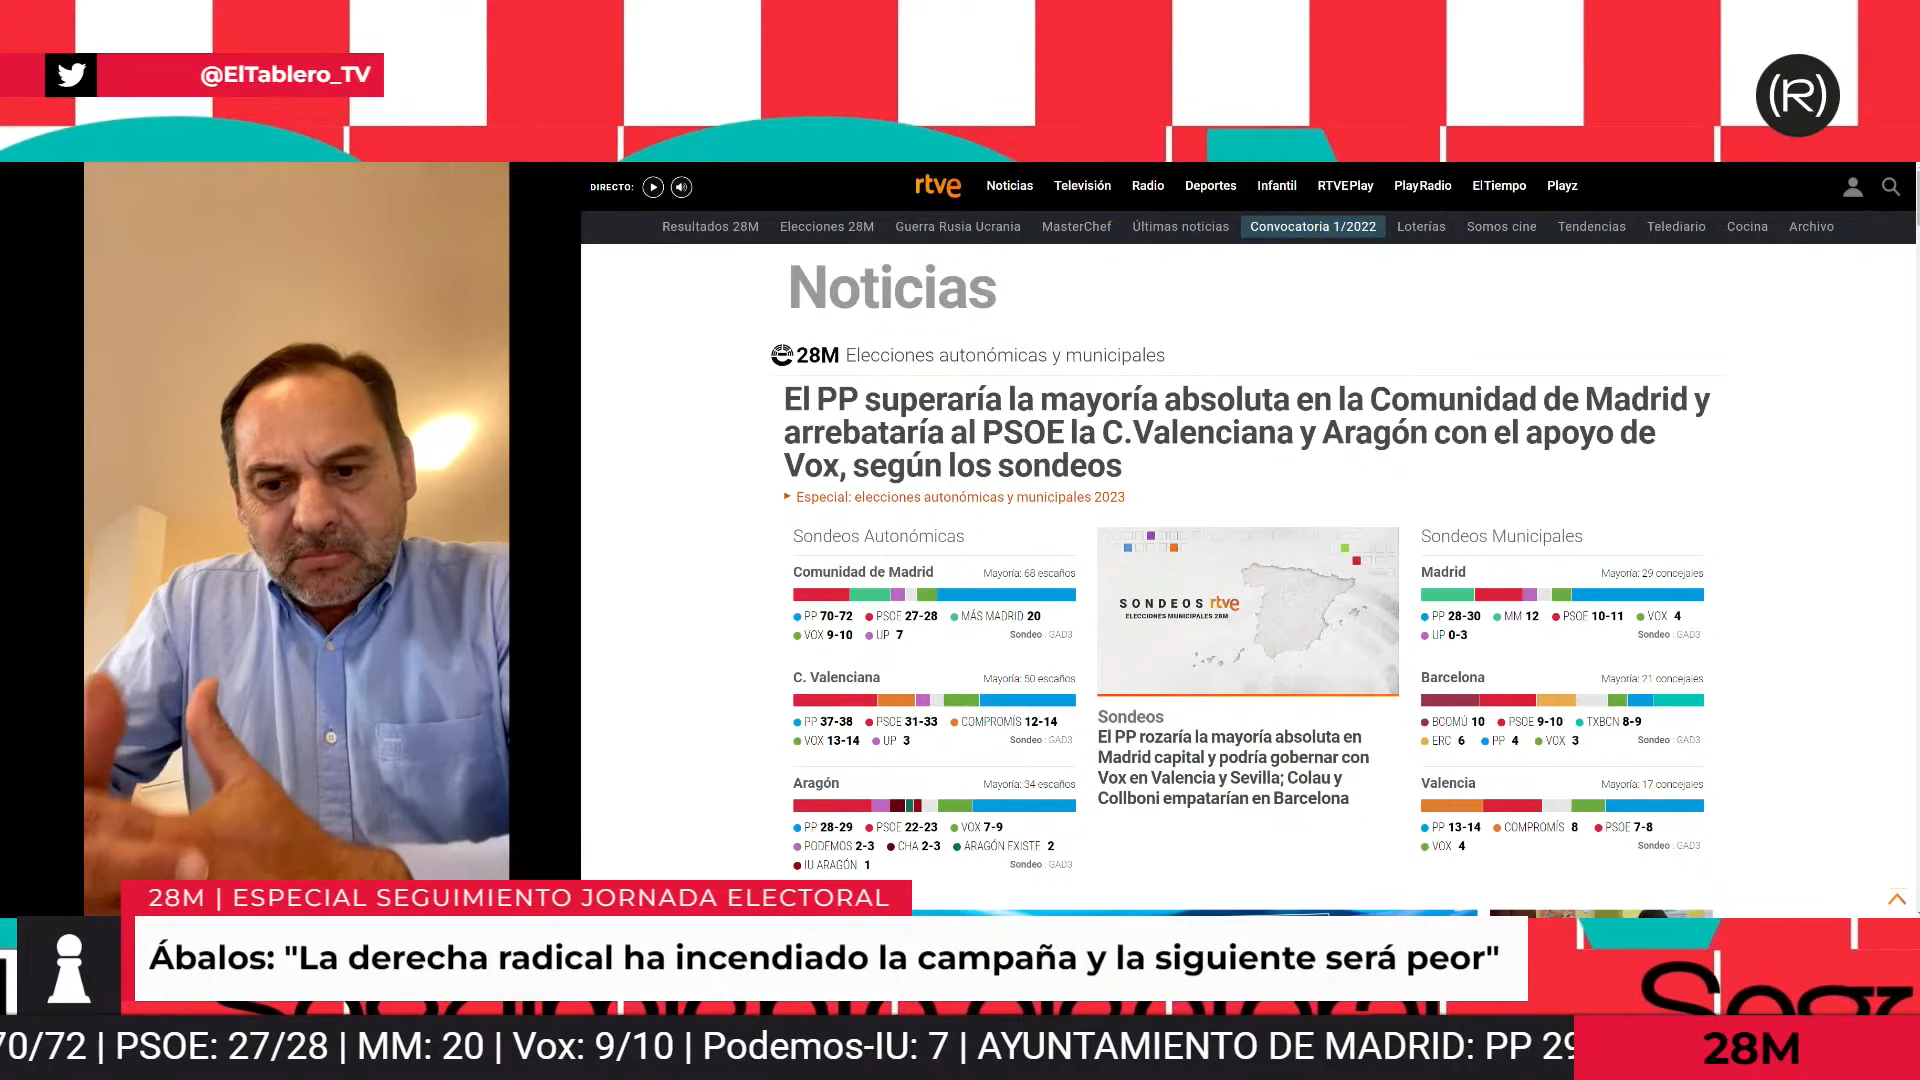 @ElTablero_TV
(R)
DIRECTO:
rtve
Noticias Televisión Radio Deportes Infantil RTVEPlay PlayRadio ElTiempo Playz
Resultados 28M Elecciones 28M Guerra Rusia Ucrania MasterChef Últimas noticias Convocatoria 1/2022 Loterías Somos cine Tendencias Telediario Cocina Archivo
Noticias
28M Elecciones autonómicas y municipales
El PP superaría la mayoría absoluta en la Comunidad de Madrid y
arrebataría al PSOE la C.Valenciana y Aragón con el apoyo de
Vox, según los sondeos
Especial: elecciones autonómicas y municipales 2023
Sondeos Autonómicas
Comunidad de Madrid Mayoría: 68 escaños
PP 70-72 PSOE 27-28 MÁS MADRID 20
VOX 9-10 UP 7 Sondeo : GAD3
C. Valenciana Mayoría: 50 escaños
PP 37-38 PSOE 31-33 COMPROMÍS 12-14
VOX 13-14 UP 3 Sondeo : GAD3
Aragón Mayoría: 34 escaños
PP 28-29 PSOE 22-23 VOX 7-9
PODEMOS 2-3 CHA 2-3 ARAGÓN EXISTE 2
IU ARAGÓN 1 Sondeo : GAD3
SONDEOS rtve
ELECCIONES MUNICIPALES 28M
Sondeos
El PP rozaría la mayoría absoluta en
Madrid capital y podría gobernar con
Vox en Valencia y Sevilla; Colau y
Collboni empatarían en Barcelona
Sondeos Municipales
Madrid Mayoría: 29 concejales
PP 28-30 MM 12 PSOE 10-11 VOX 4
UP 0-3 Sondeo : GAD3
Barcelona Mayoría: 21 concejales
BCOMÚ 10 PSOE 9-10 TXBCN 8-9
ERC 6 PP 4 VOX 3 Sondeo : GAD3
Valencia Mayoría: 17 concejales
PP 13-14 COMPROMÍS 8 PSOE 7-8
VOX 4 Sondeo : GAD3
28M | ESPECIAL SEGUIMIENTO JORNADA ELECTORAL
Ábalos: "La derecha radical ha incendiado la campaña y la siguiente será peor"
70/72 | PSOE: 27/28 | MM: 20 | Vox: 9/10 | Podemos-IU: 7 | AYUNTAMIENTO DE MADRID: PP 29
28M